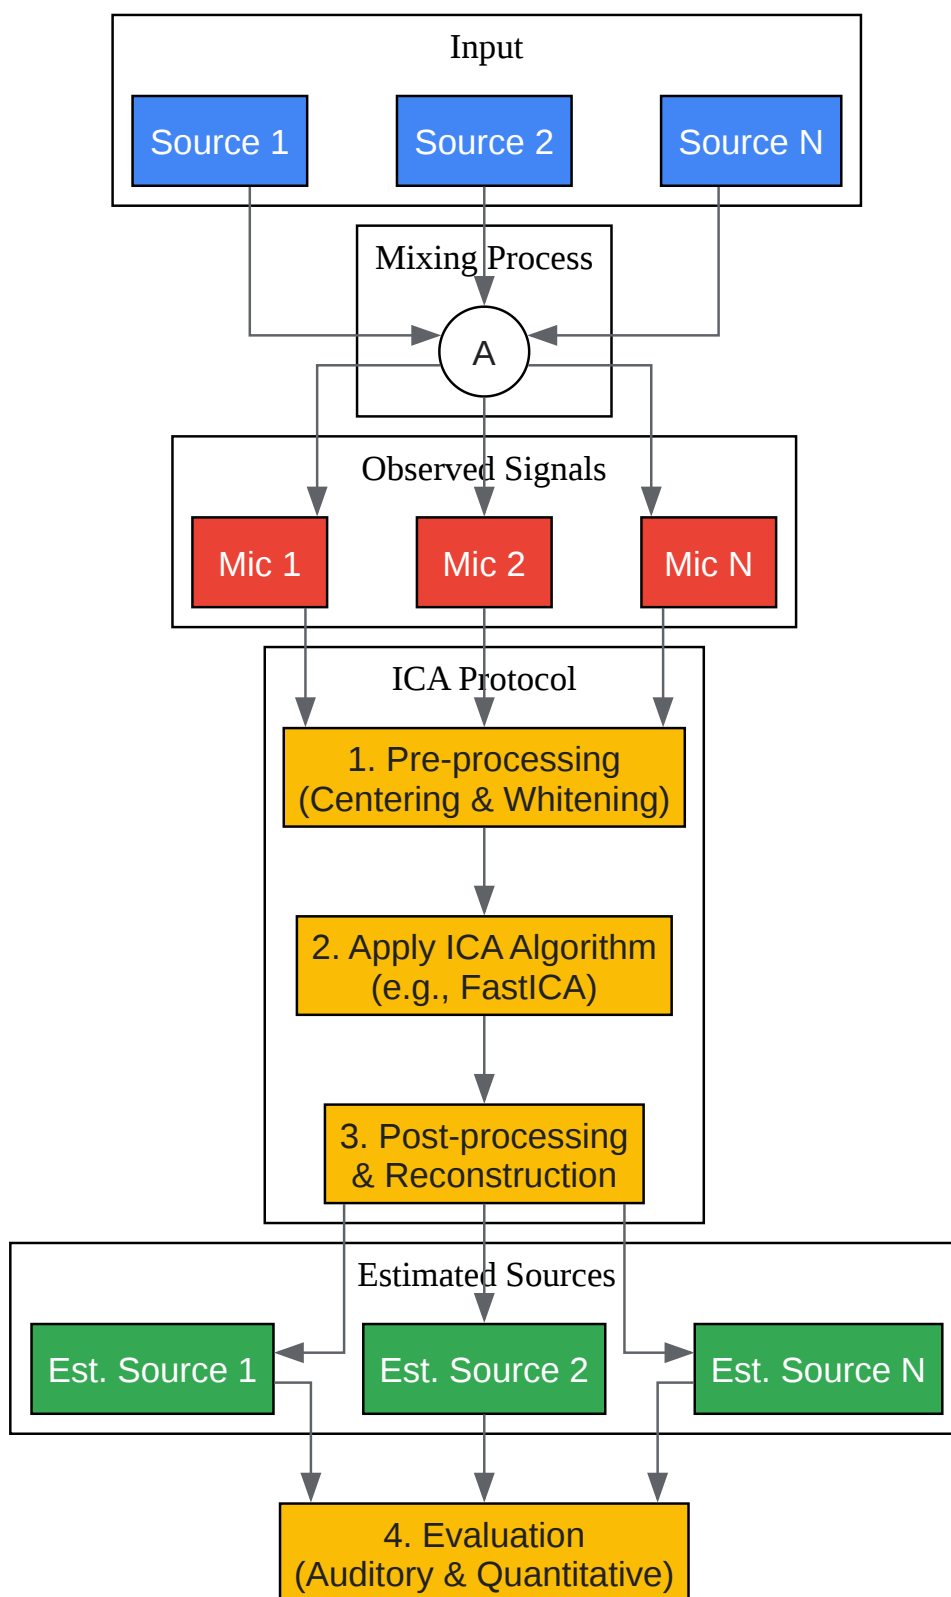 Input
Source 1
Source 2
Source N
Mixing Process
A
Observed Signals
Mic 1
Mic 2
Mic N
ICA Protocol
1. Pre-processing
(Centering & Whitening)
2. Apply ICA Algorithm
(e.g., FastICA)
3. Post-processing
& Reconstruction
Estimated Sources
Est. Source 1
Est. Source 2
Est. Source N
4. Evaluation
(Auditory & Quantitative)